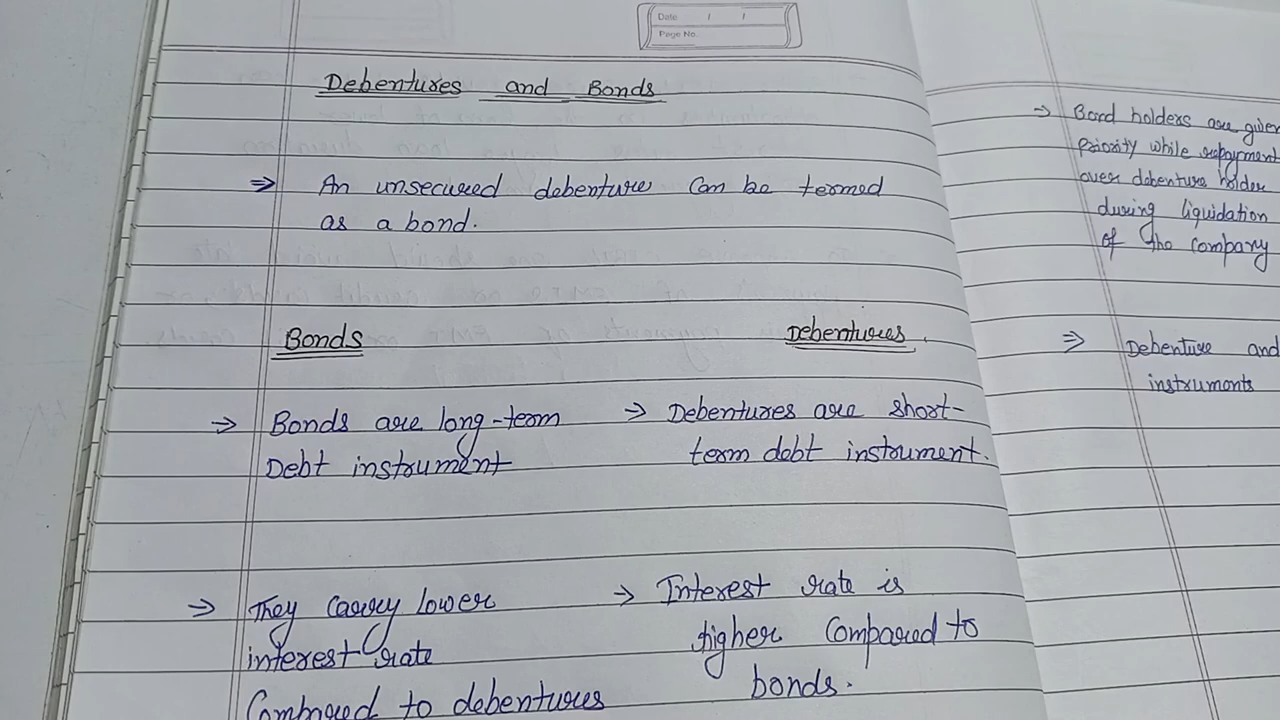 Date / /
Page No.
Debentures and Bonds
⇒ An unsecured debenture can be termed
as a bond.
Bonds
Debentures.
⇒ Bonds are long-term
Debt instrument
⇒ Debentures are short-
term debt instrument.
⇒ They carry lower
interest rate
Compared to debentures
⇒ Interest rate is
higher compared to
bonds.
⇒ Bond holders are given
priority while repayment
over debenture holder
during liquidation
of the company
⇒ Debenture and
instruments